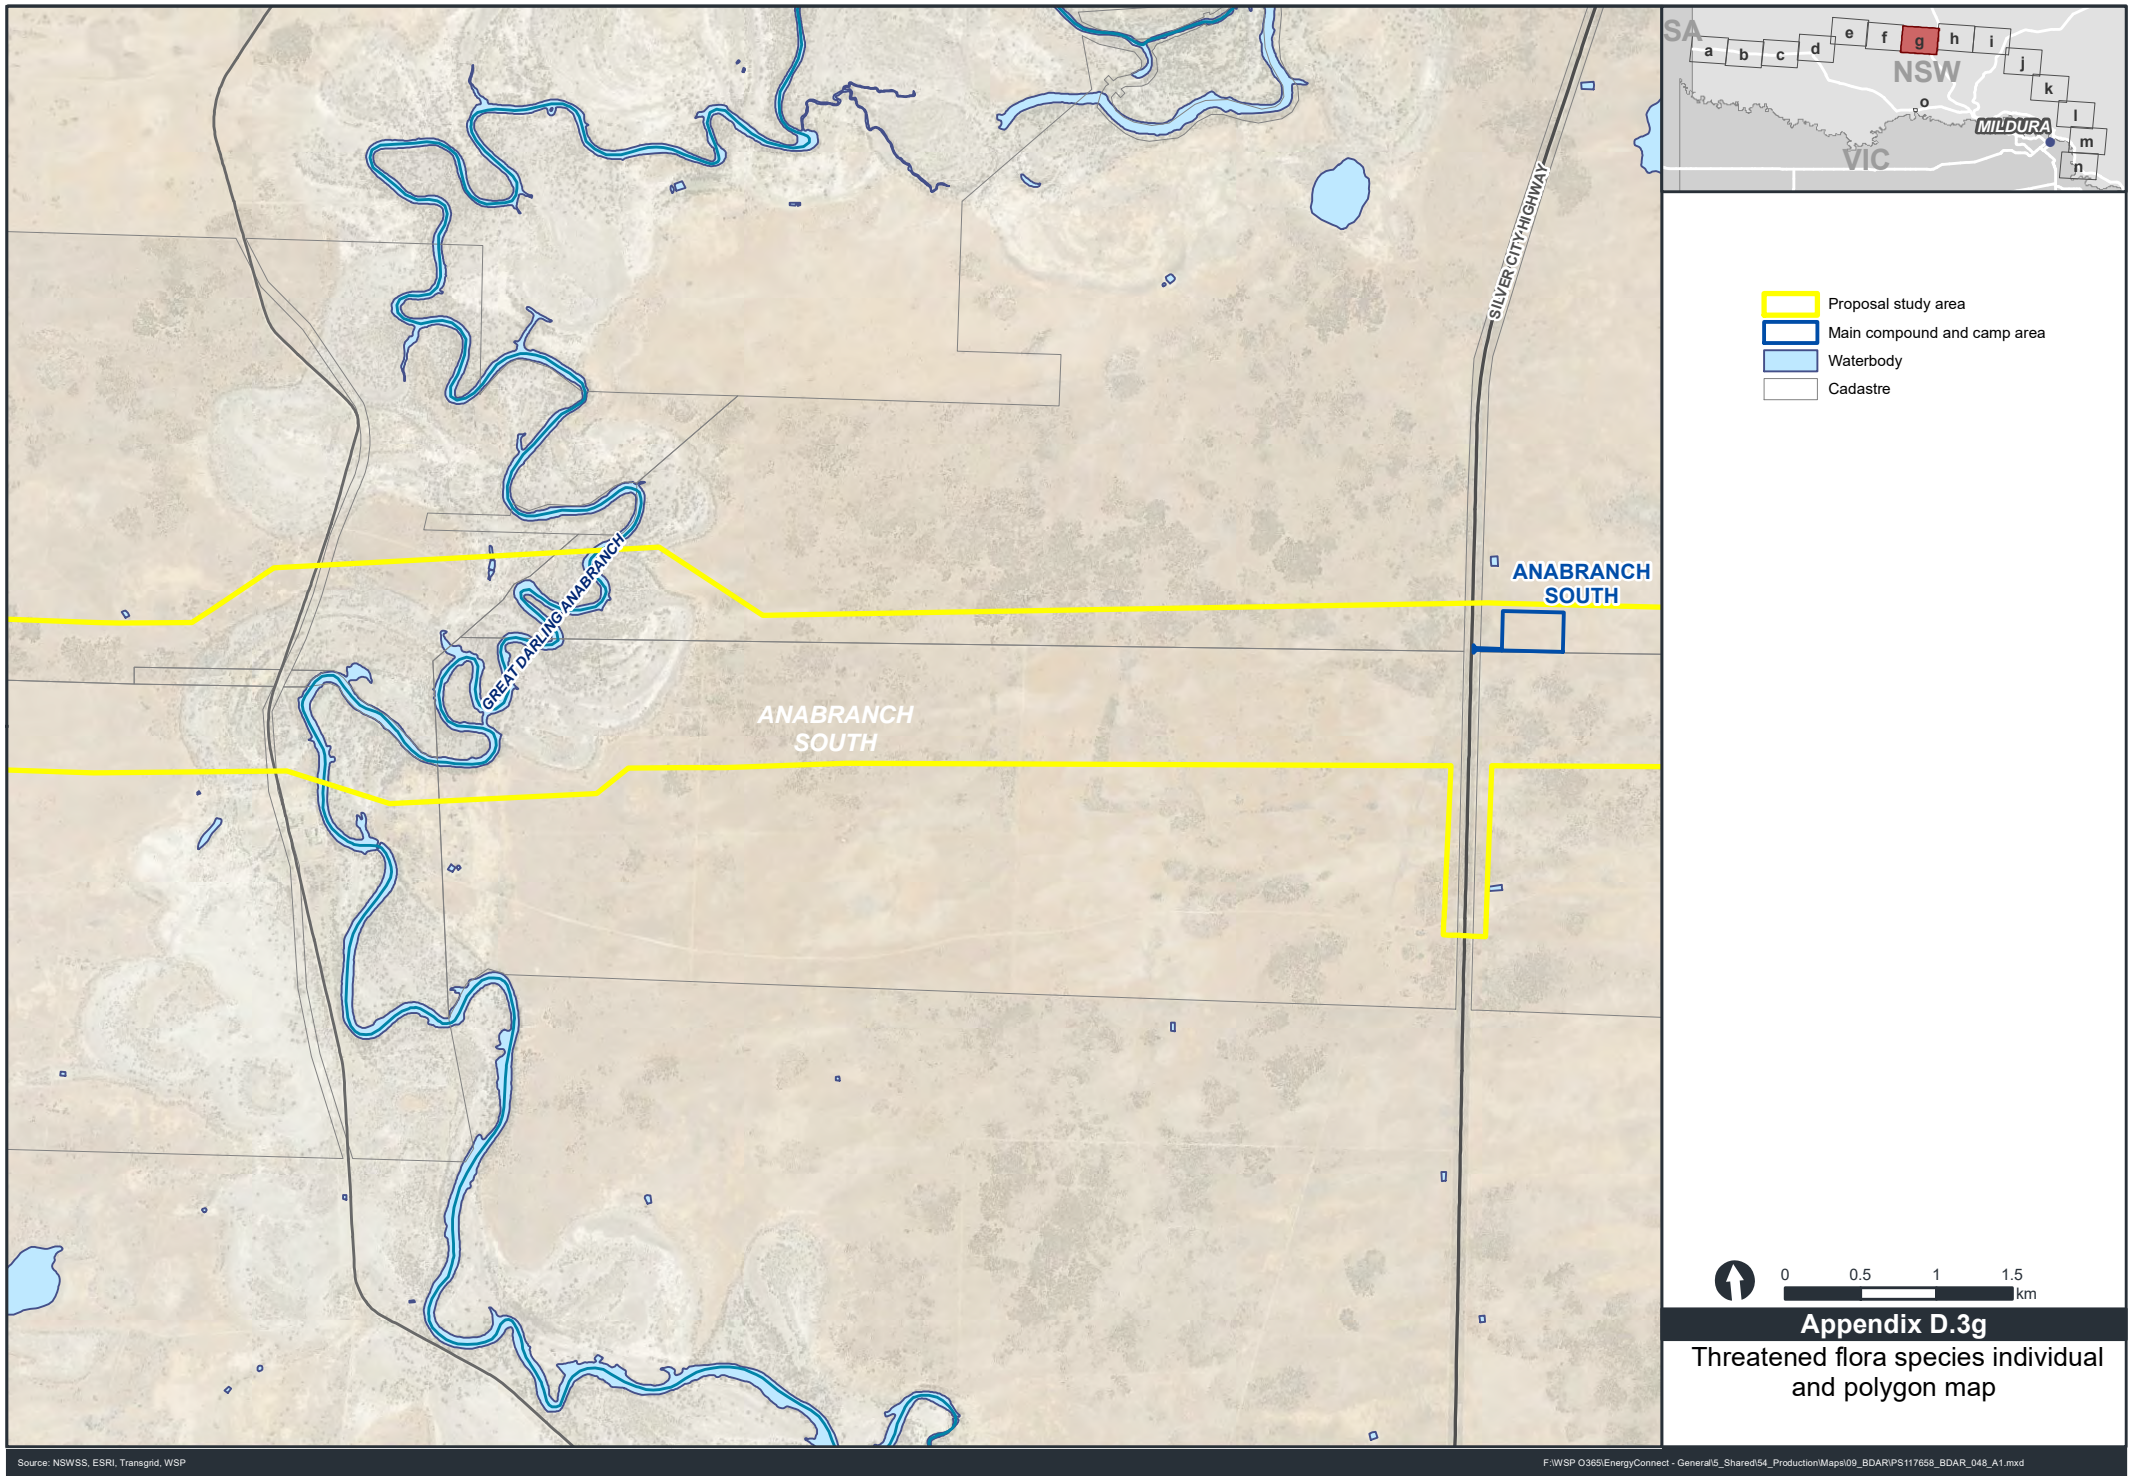 SA
a
b
c
d
e
f
g
h
i
j
k
l
m
n
o
NSW
MILDURA
VIC
SILVER CITY HIGHWAY
Proposal study area
Main compound and camp area
Waterbody
Cadastre
GREAT DARLING ANABRANCH
ANABRANCH
SOUTH
ANABRANCH
SOUTH
0 0.5 1 1.5
km
Appendix D.3g
Threatened flora species individual
and polygon map
Source: NSWSS, ESRI, Transgrid, WSP
F:\WSP O365\EnergyConnect - General\5_Shared\54_Production\Maps\09_BDAR\PS117658_BDAR_048_A1.mxd